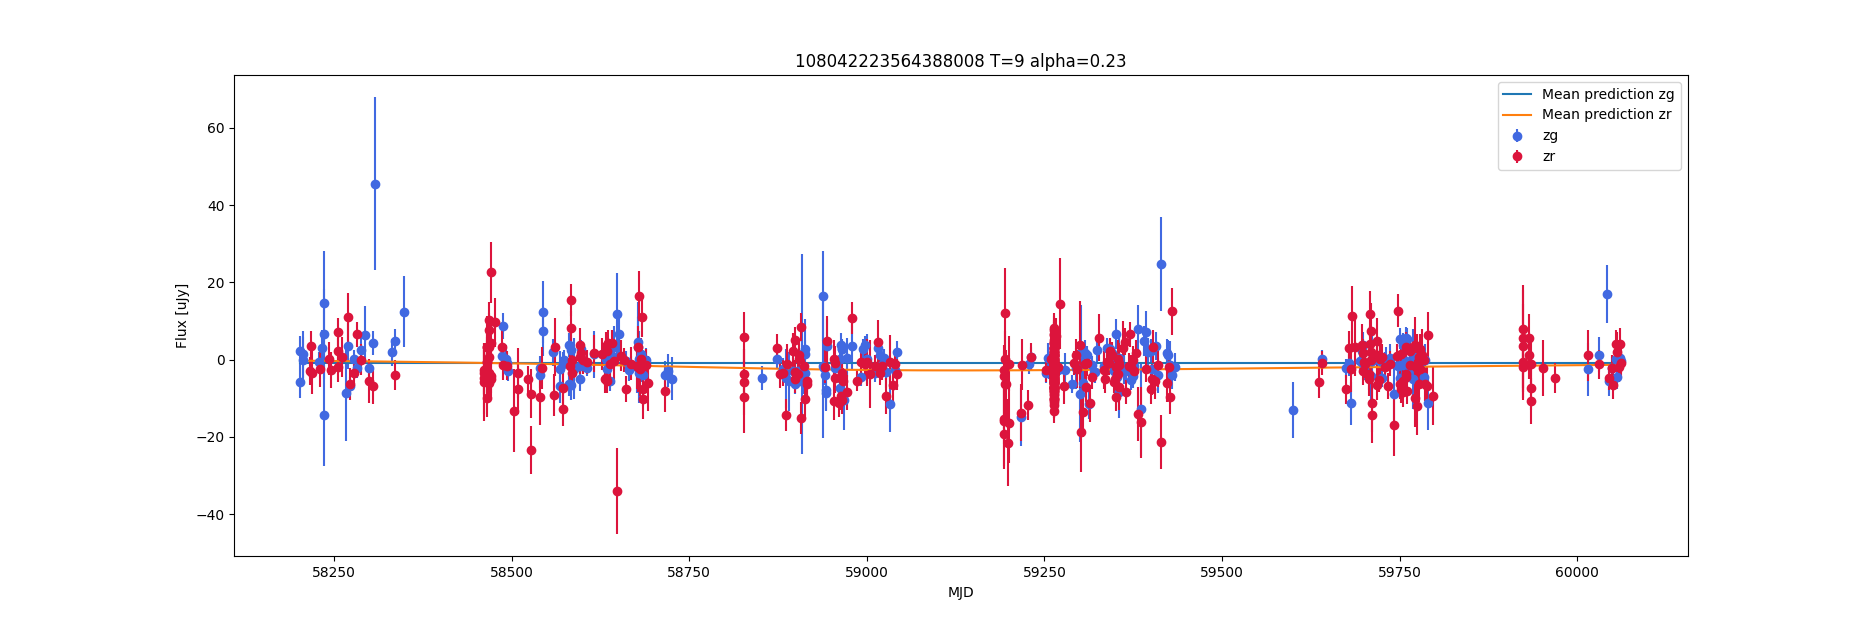 108042223564388008 T=9 alpha=0.23
Mean prediction zg
Mean prediction zr
zg
zr
Flux [uJy]
60
40
20
0
−20
−40
58250 58500 58750 59000 59250 59500 59750 60000
MJD